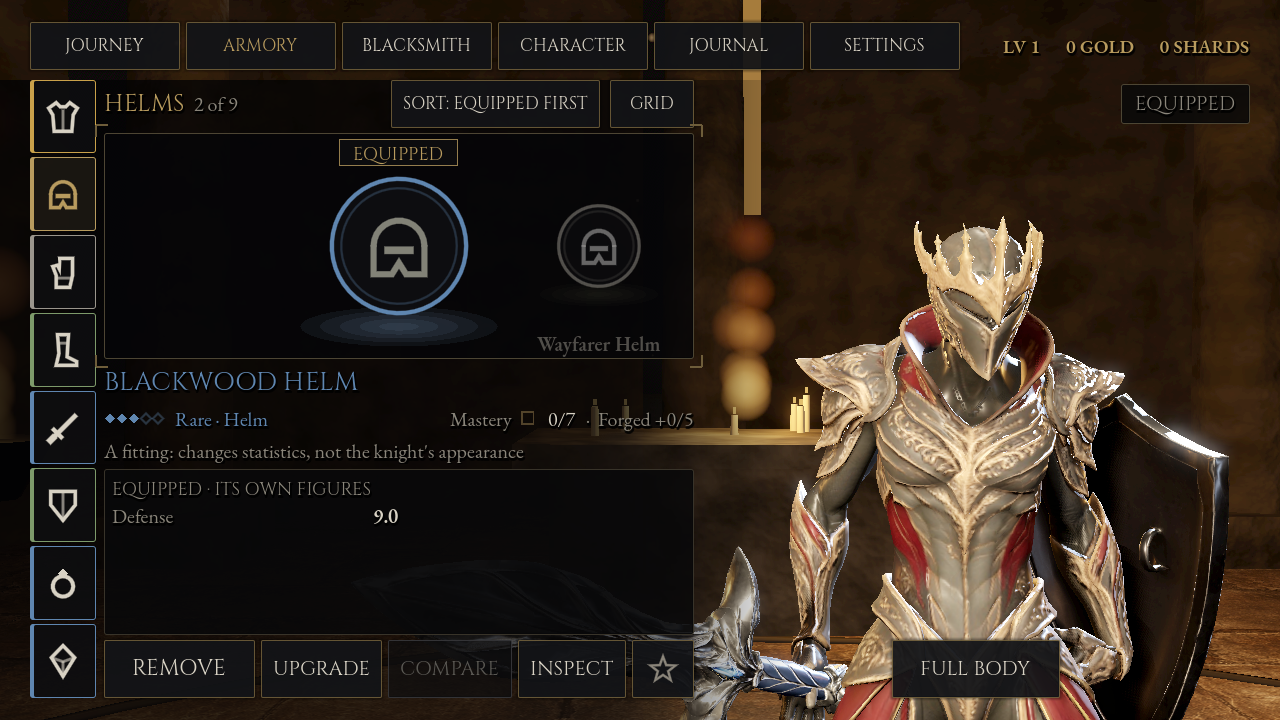 JOURNEY
ARMORY
BLACKSMITH
CHARACTER
JOURNAL
SETTINGS
LV 1
0 GOLD
0 SHARDS
HELMS 2 of 9
SORT: EQUIPPED FIRST
GRID
EQUIPPED
EQUIPPED
Wayfarer Helm
BLACKWOOD HELM
Rare · Helm
Mastery 0/7 · Forged +0/5
A fitting: changes statistics, not the knight's appearance
EQUIPPED · ITS OWN FIGURES
Defense 9.0
REMOVE
UPGRADE
COMPARE
INSPECT
FULL BODY